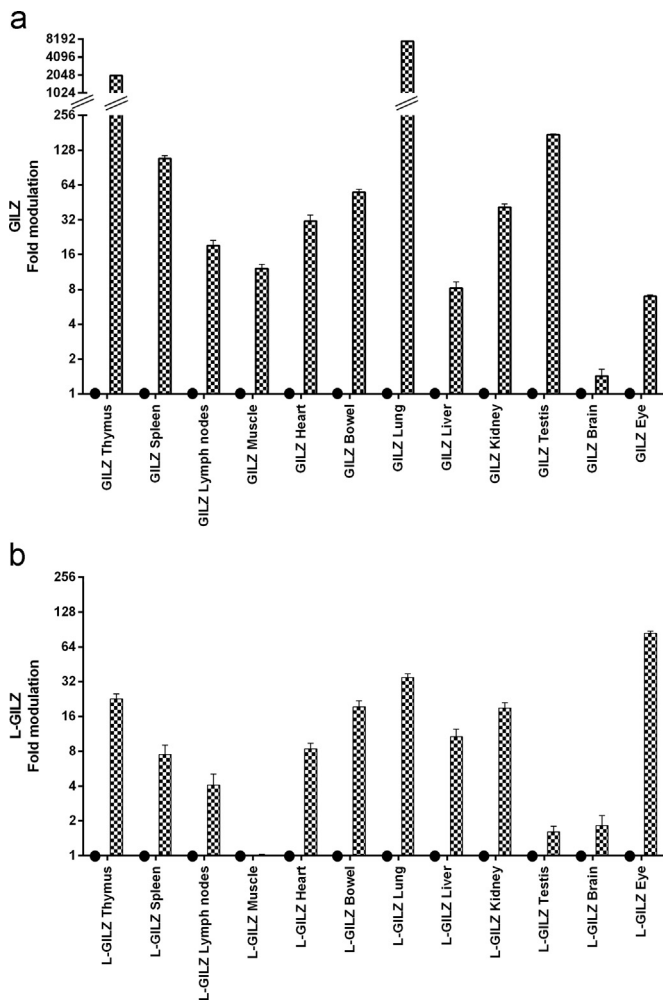 a
8192
4096
2048
1024
256
128
64
32
16
8
4
2
1
GILZ
Fold modulation
GILZ Thymus
GILZ Spleen
GILZ Lymph nodes
GILZ Muscle
GILZ Heart
GILZ Bowel
GILZ Lung
GILZ Liver
GILZ Kidney
GILZ Testis
GILZ Brain
GILZ Eye
b
256
128
64
32
16
8
4
2
1
L-GILZ
Fold modulation
L-GILZ Thymus
L-GILZ Spleen
L-GILZ Lymph nodes
L-GILZ Muscle
L-GILZ Heart
L-GILZ Bowel
L-GILZ Lung
L-GILZ Liver
L-GILZ Kidney
L-GILZ Testis
L-GILZ Brain
L-GILZ Eye